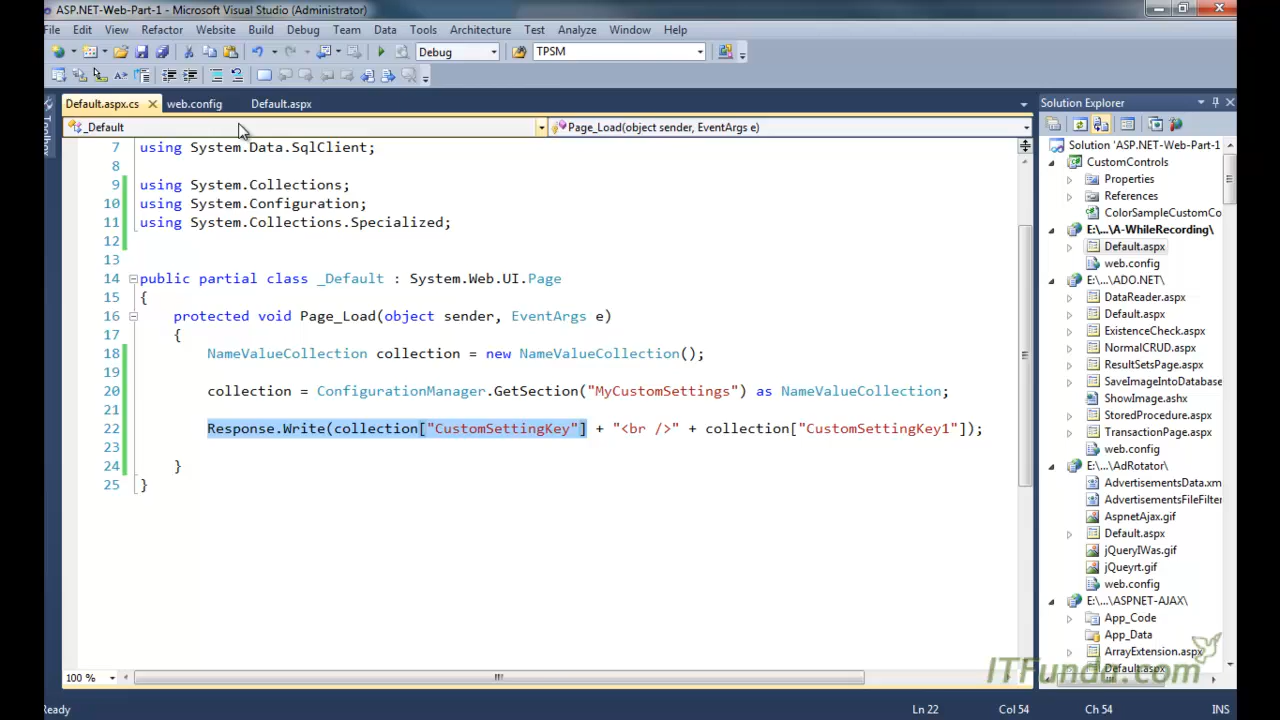 ASP.NET-Web-Part-1 - Microsoft Visual Studio (Administrator)
File Edit View Refactor Website Build Debug Team Data Tools Architecture Test Analyze Window Help
Debug TPSM
Default.aspx.cs web.config Default.aspx
_Default Page_Load(object sender, EventArgs e)
7 using System.Data.SqlClient;
8
9 using System.Collections;
10 using System.Configuration;
11 using System.Collections.Specialized;
12
13
14 public partial class _Default : System.Web.UI.Page
15 {
16 protected void Page_Load(object sender, EventArgs e)
17 {
18 NameValueCollection collection = new NameValueCollection();
19
20 collection = ConfigurationManager.GetSection("MyCustomSettings") as NameValueCollection;
21
22 Response.Write(collection["CustomSettingKey"] + "<br />" + collection["CustomSettingKey1"]);
23
24 }
25 }
100 %
Solution Explorer
Solution 'ASP.NET-Web-Part-1
CustomControls
Properties
References
ColorSampleCustomCo
E:\...\A-WhileRecording\
Default.aspx
web.config
E:\...\ADO.NET\
DataReader.aspx
Default.aspx
ExistenceCheck.aspx
NormalCRUD.aspx
ResultSetsPage.aspx
SaveImageIntoDatabase
ShowImage.ashx
StoredProcedure.aspx
TransactionPage.aspx
web.config
E:\...\AdRotator\
AdvertisementsData.xm
AdvertisementsFileFilter
AspnetAjax.gif
Default.aspx
jQueryIWas.gif
jQueyrt.gif
web.config
E:\...\ASPNET-AJAX\
App_Code
App_Data
ArrayExtension.aspx
Default.aspx
ITFunda.com
Ready Ln 22 Col 54 Ch 54 INS